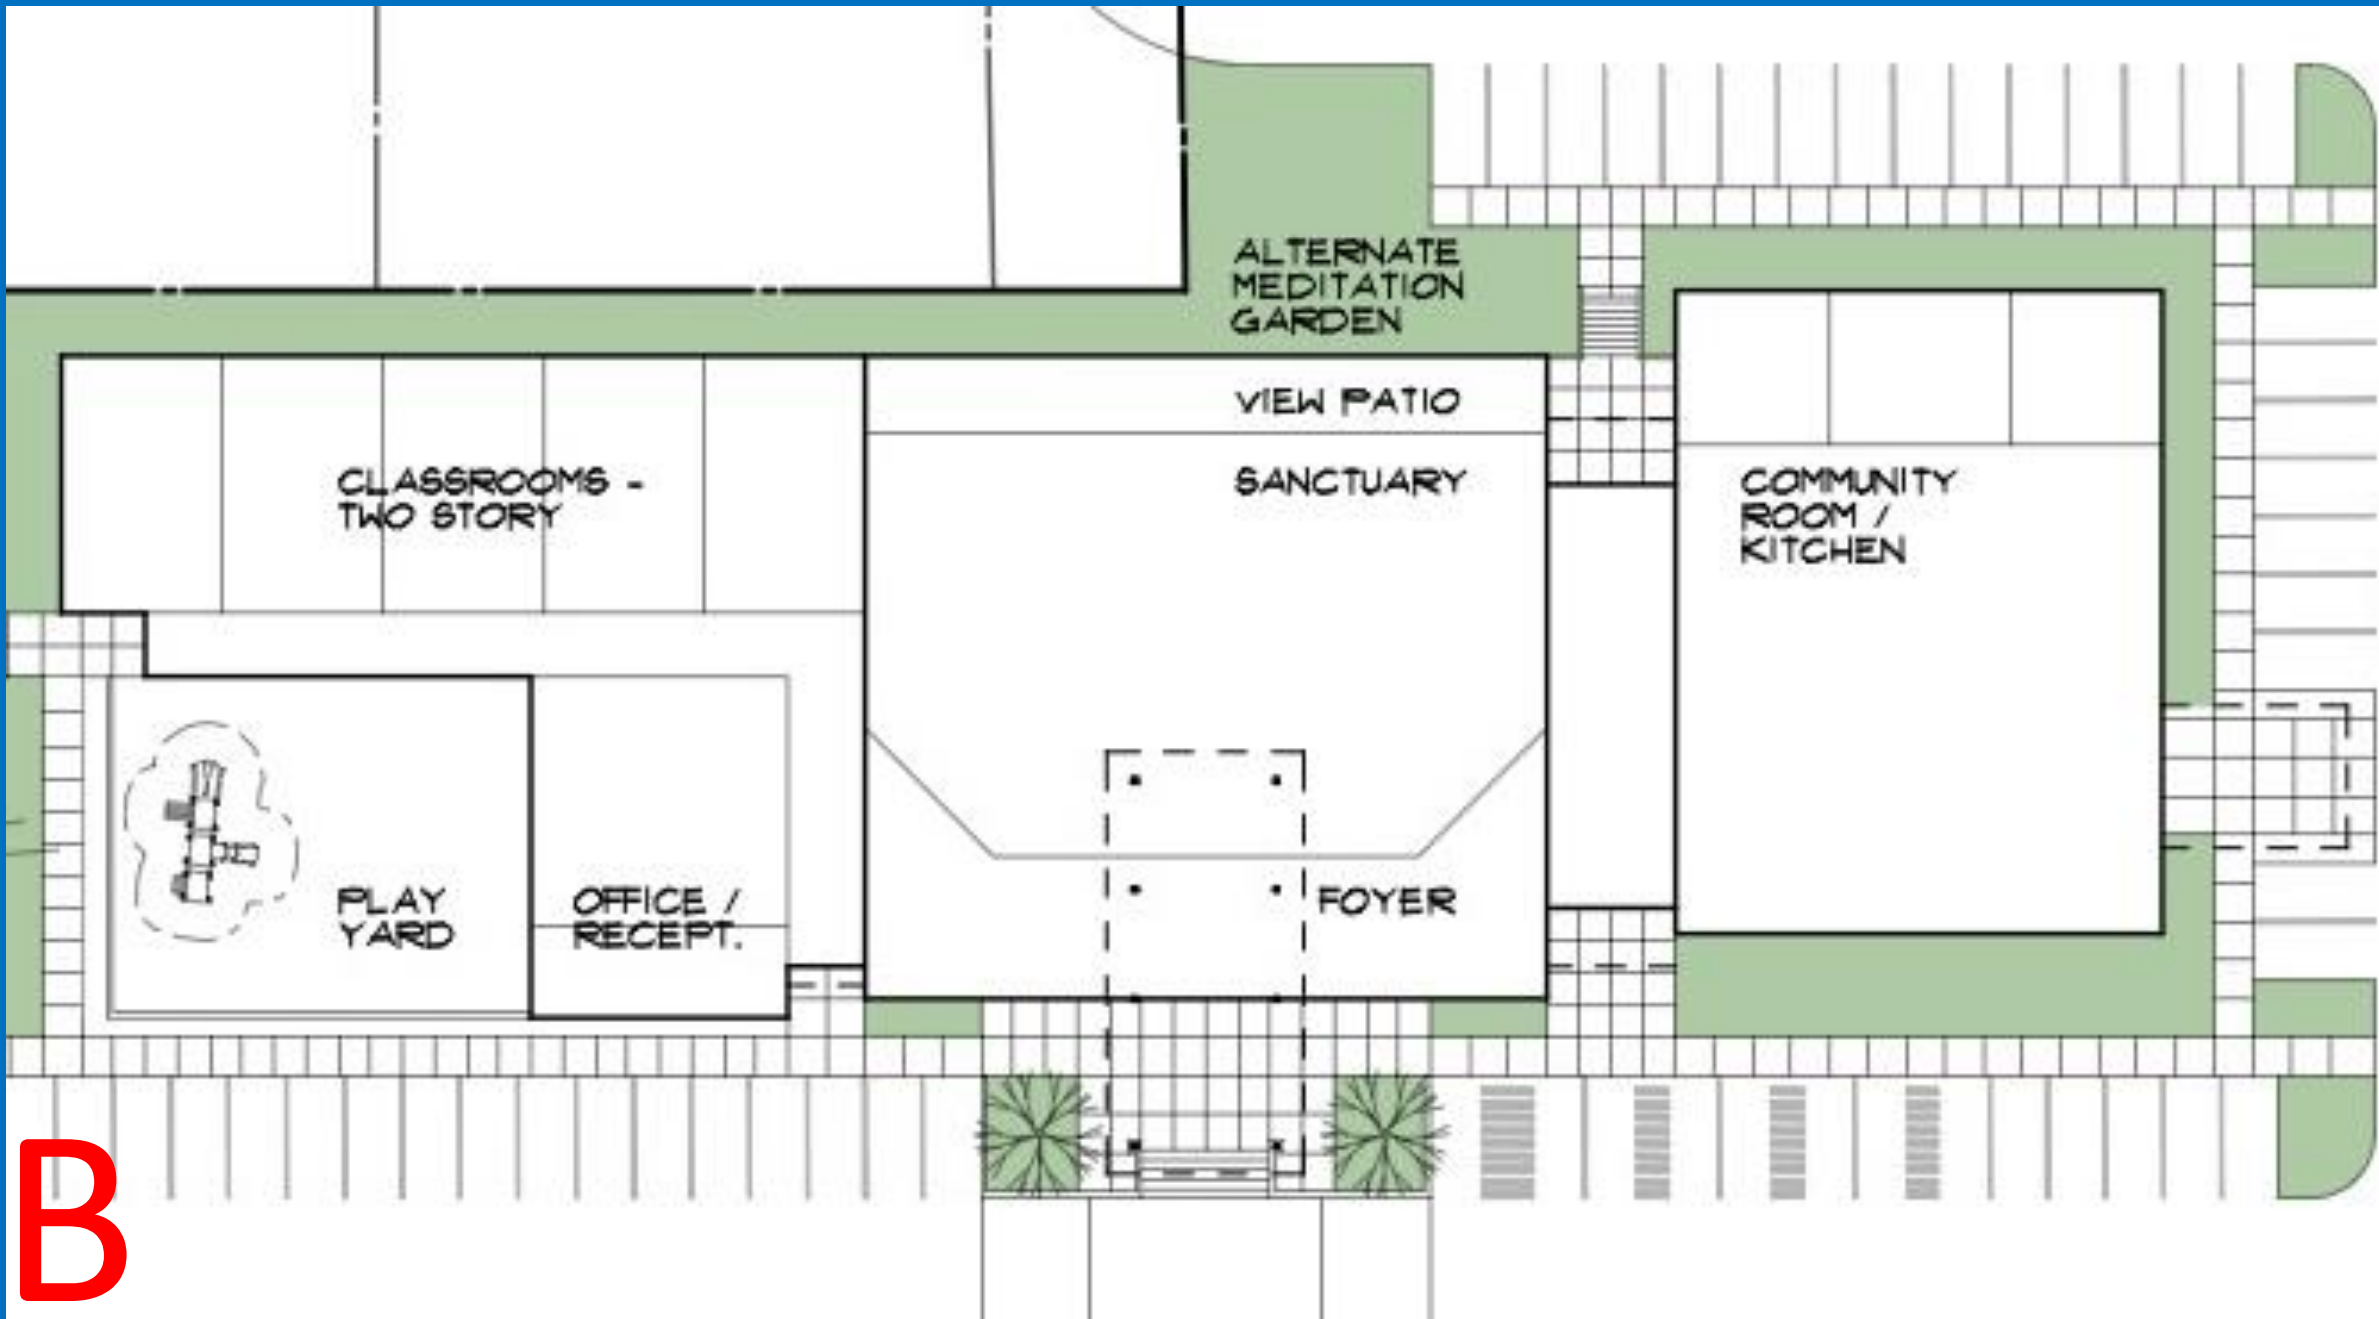 ALTERNATE
MEDITATION
GARDEN
VIEW PATIO
CLASSROOMS -
TWO STORY
SANCTUARY
COMMUNITY
ROOM /
KITCHEN
PLAY
YARD
OFFICE /
RECEPT.
FOYER
B